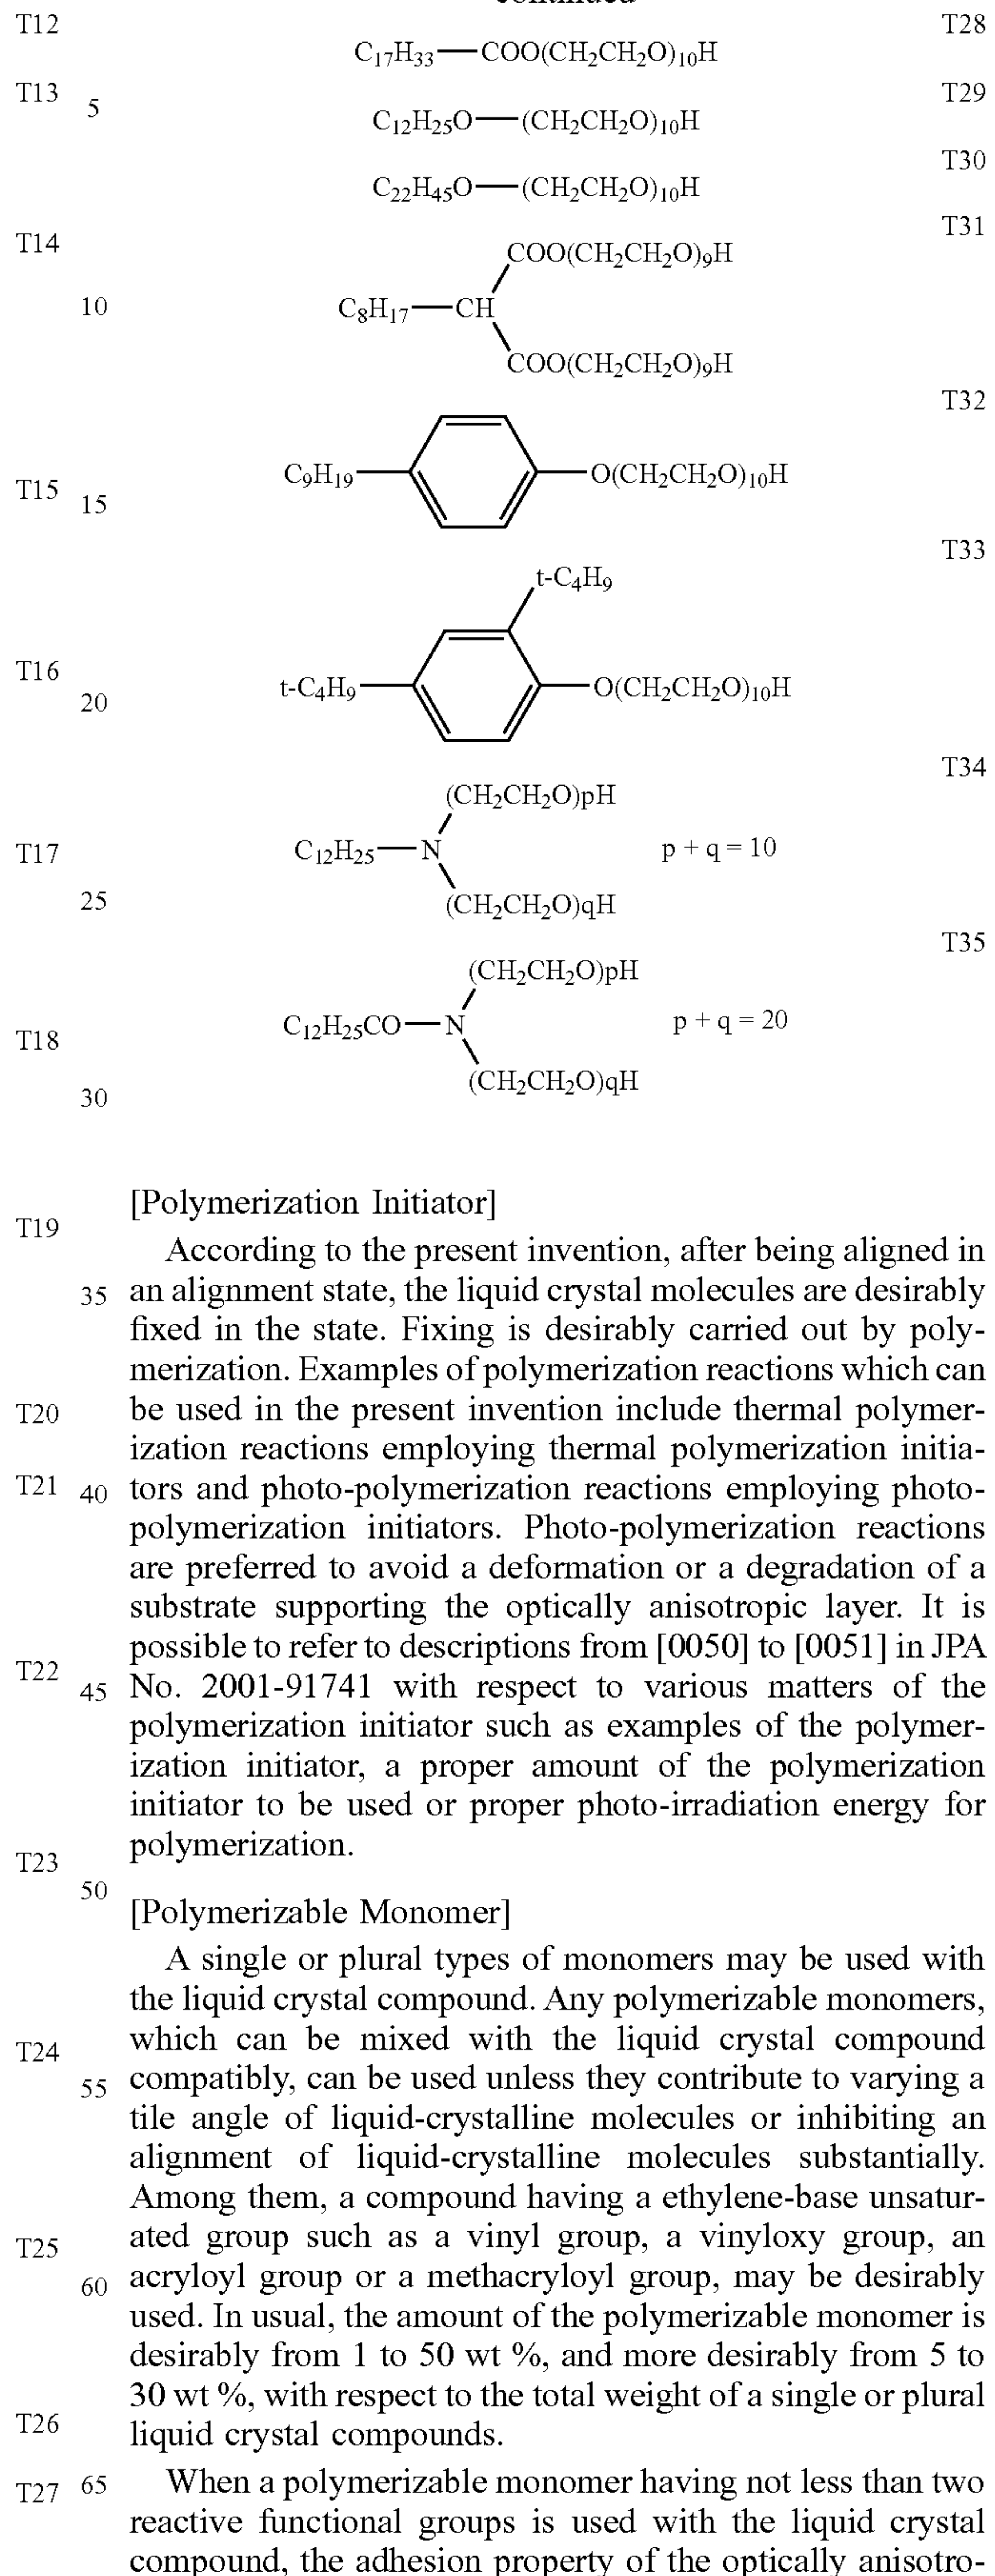 continued
T12
T28
C₁₇H₃₃—COO(CH₂CH₂O)₁₀H
T13
5
T29
C₁₂H₂₅O—(CH₂CH₂O)₁₀H
T30
C₂₂H₄₅O—(CH₂CH₂O)₁₀H
T31
T14
COO(CH₂CH₂O)₉H
10
C₈H₁₇—CH
COO(CH₂CH₂O)₉H
T32
C₉H₁₉
O(CH₂CH₂O)₁₀H
T15
15
T33
t-C₄H₉
T16
20
t-C₄H₉
O(CH₂CH₂O)₁₀H
T34
(CH₂CH₂O)pH
T17
C₁₂H₂₅—N
p + q = 10
25
(CH₂CH₂O)qH
T35
(CH₂CH₂O)pH
C₁₂H₂₅CO—N
p + q = 20
T18
(CH₂CH₂O)qH
30
[Polymerization Initiator]
T19
According to the present invention, after being aligned in
35 an alignment state, the liquid crystal molecules are desirably
fixed in the state. Fixing is desirably carried out by poly-
merization. Examples of polymerization reactions which can
T20 be used in the present invention include thermal polymer-
ization reactions employing thermal polymerization initia-
T21 40 tors and photo-polymerization reactions employing photo-
polymerization initiators. Photo-polymerization reactions
are preferred to avoid a deformation or a degradation of a
substrate supporting the optically anisotropic layer. It is
possible to refer to descriptions from [0050] to [0051] in JPA
T22 45 No. 2001-91741 with respect to various matters of the
polymerization initiator such as examples of the polymer-
ization initiator, a proper amount of the polymerization
initiator to be used or proper photo-irradiation energy for
polymerization.
T23
50
[Polymerizable Monomer]
A single or plural types of monomers may be used with
the liquid crystal compound. Any polymerizable monomers,
T24 which can be mixed with the liquid crystal compound
55 compatibly, can be used unless they contribute to varying a
tile angle of liquid-crystalline molecules or inhibiting an
alignment of liquid-crystalline molecules substantially.
Among them, a compound having a ethylene-base unsatur-
T25 ated group such as a vinyl group, a vinyloxy group, an
60 acryloyl group or a methacryloyl group, may be desirably
used. In usual, the amount of the polymerizable monomer is
desirably from 1 to 50 wt %, and more desirably from 5 to
30 wt %, with respect to the total weight of a single or plural
T26 liquid crystal compounds.
T27 65 When a polymerizable monomer having not less than two
reactive functional groups is used with the liquid crystal
compound, the adhesion property of the optically anisotro-